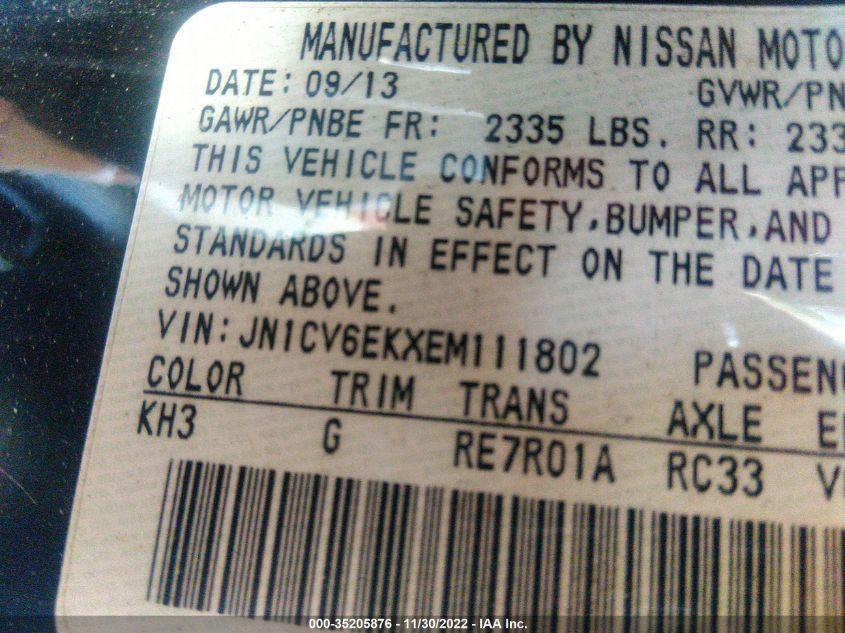 MANUFACTURED BY NISSAN MOTO
DATE: 09/13 GVWR/PN
GAWR/PNBE FR: 2335 LBS. RR: 233
THIS VEHICLE CONFORMS TO ALL APP
MOTOR VEHICLE SAFETY, BUMPER, AND
STANDARDS IN EFFECT ON THE DATE
SHOWN ABOVE.
VIN: JN1CV6EKXEM111802 PASSEN
COLOR TRIM TRANS AXLE E
KH3 G RE7R01A RC33 V
000-35205876 - 11/30/2022 - IAA Inc.